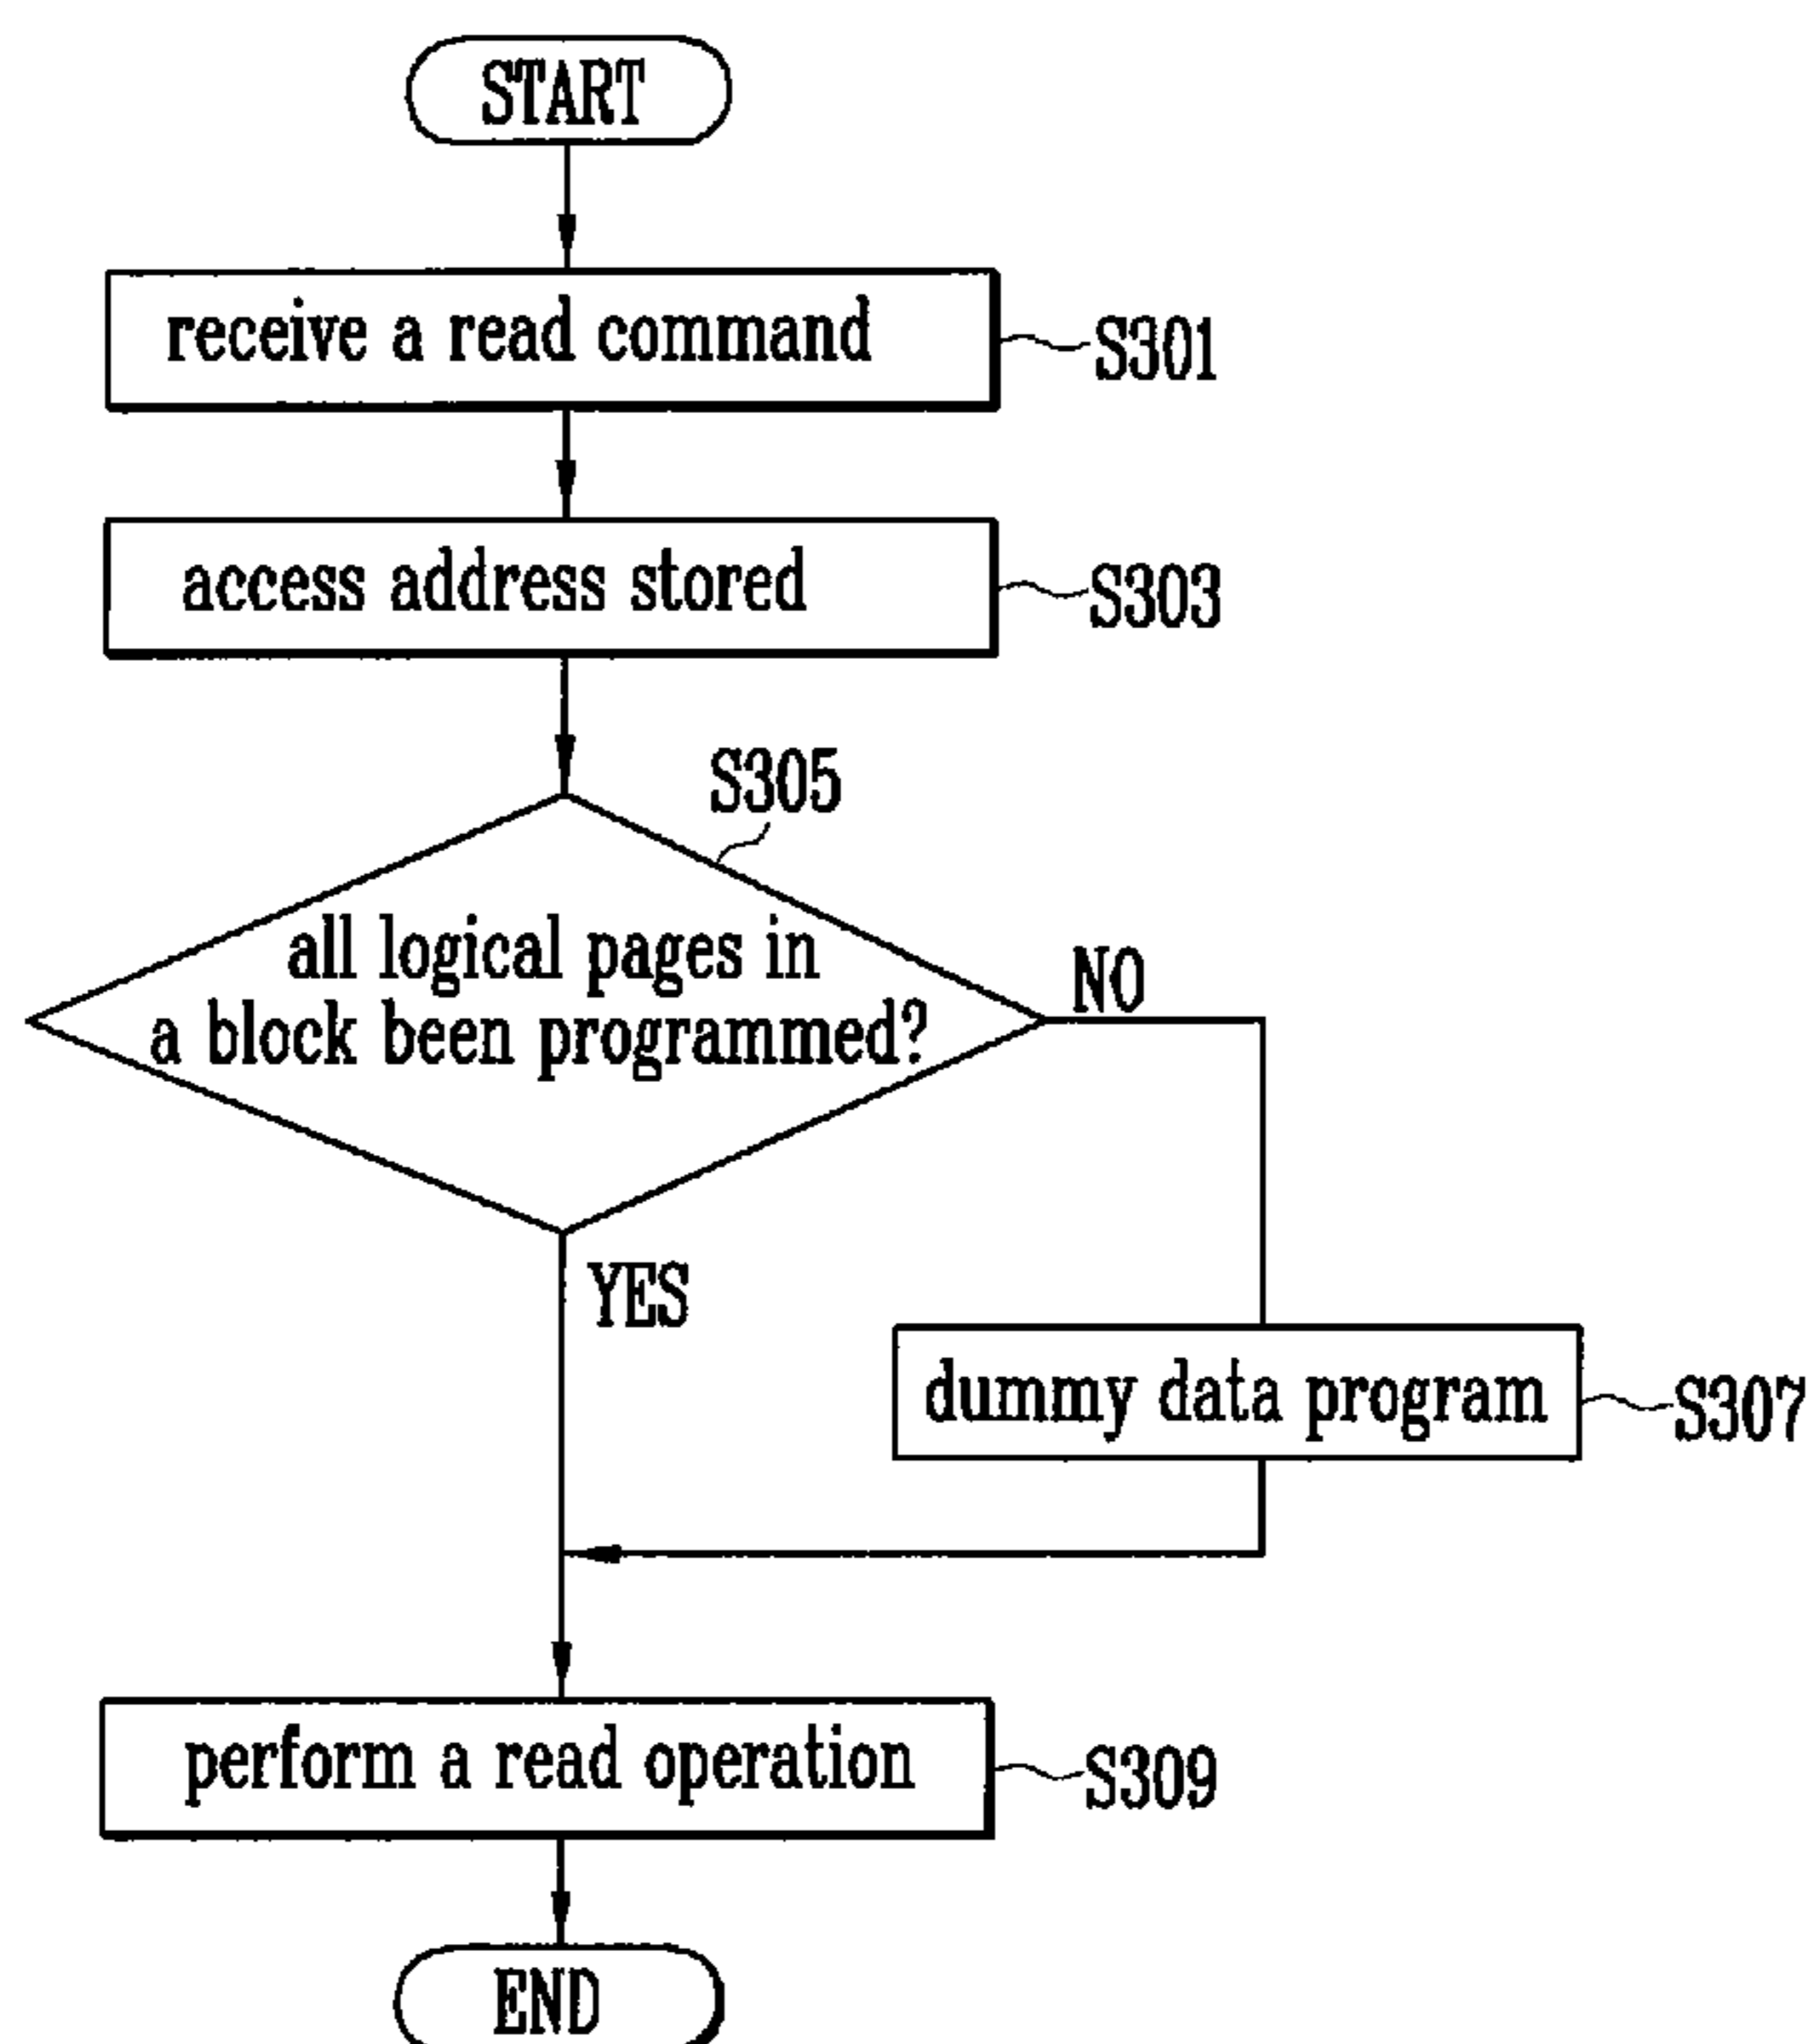 START
receive a read command
S301
access address stored
S303
S305
all logical pages in
a block been programmed?
NO
YES
dummy data program
S307
perform a read operation
S309
END